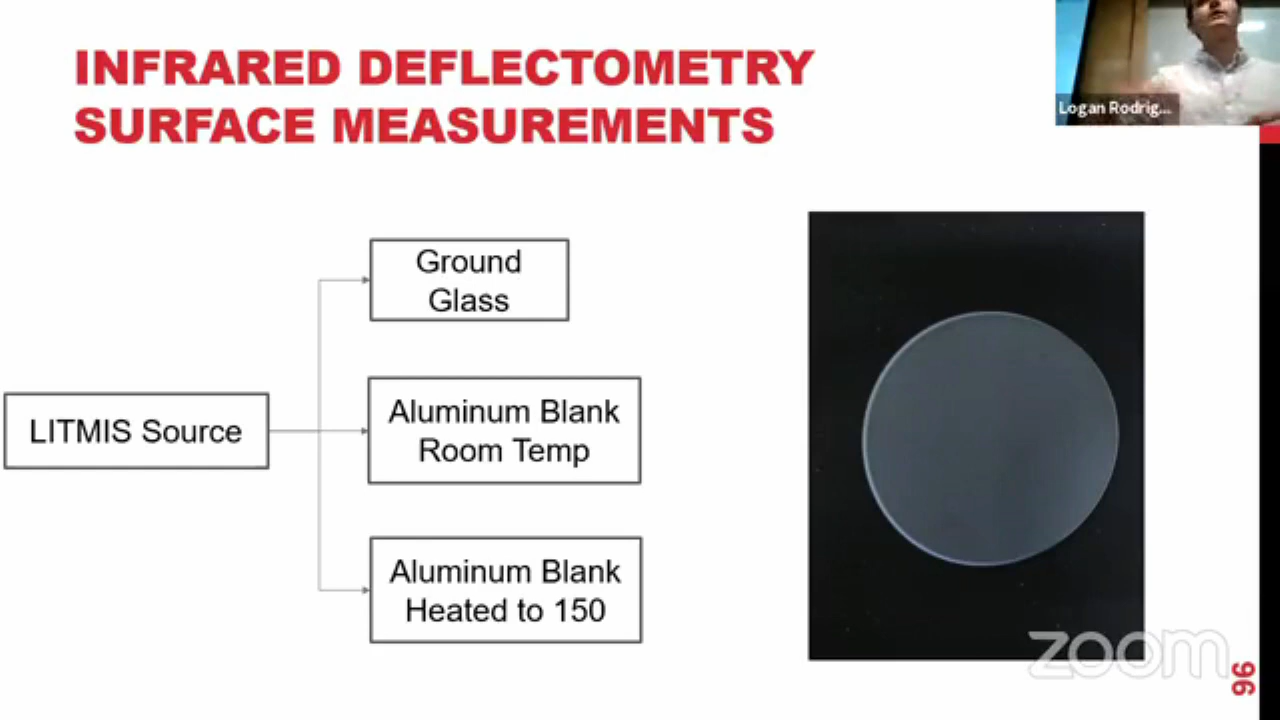 INFRARED DEFLECTOMETRY
SURFACE MEASUREMENTS
Logan Rodrig...
Ground
Glass
LITMIS Source
Aluminum Blank
Room Temp
Aluminum Blank
Heated to 150
zoom
96